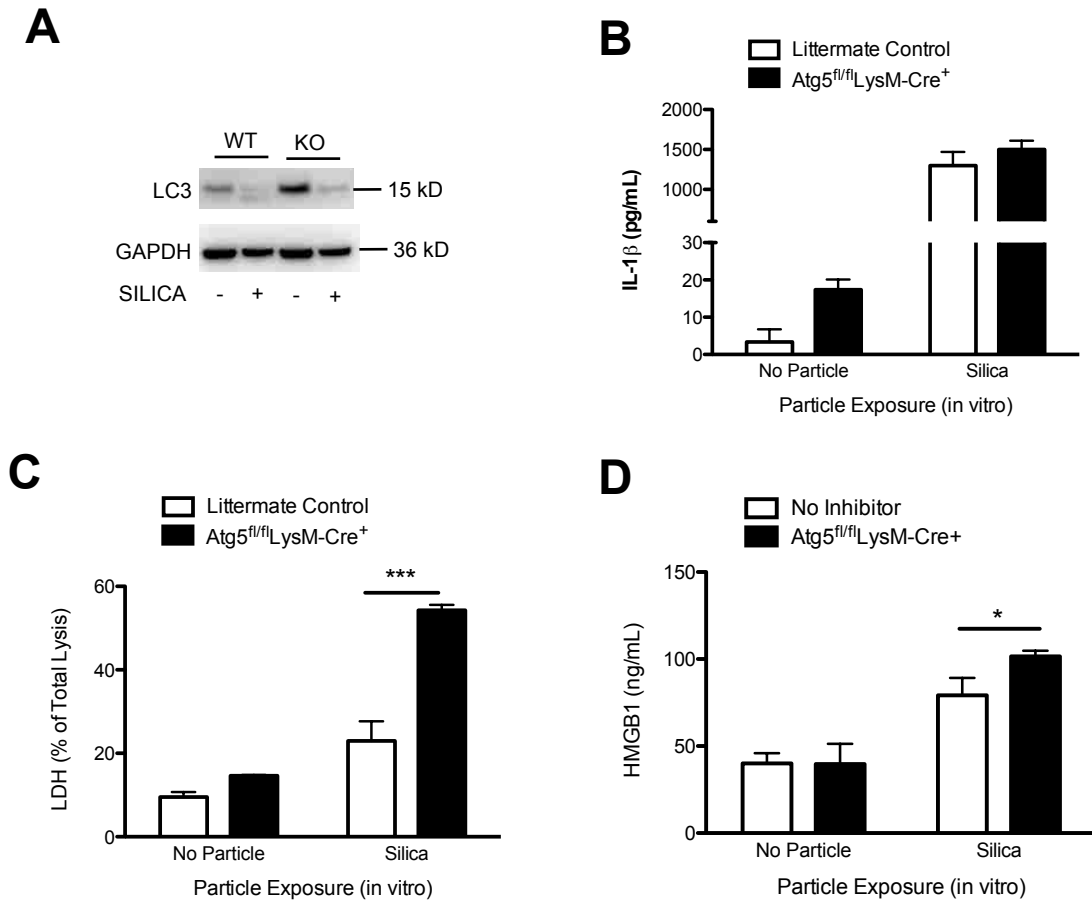 A
WT KO
LC3 15 kD
GAPDH 36 kD
SILICA - + - +
B
Littermate Control
Atg5fl/flLysM-Cre+
2000
1500
1000
30
20
10
0
IL-1β (pg/mL)
No Particle Silica
Particle Exposure (in vitro)
C
Littermate Control
Atg5fl/flLysM-Cre+
***
60
40
20
0
LDH (% of Total Lysis)
No Particle Silica
Particle Exposure (in vitro)
D
No Inhibitor
Atg5fl/flLysM-Cre+
*
150
100
50
0
HMGB1 (ng/mL)
No Particle Silica
Particle Exposure (in vitro)